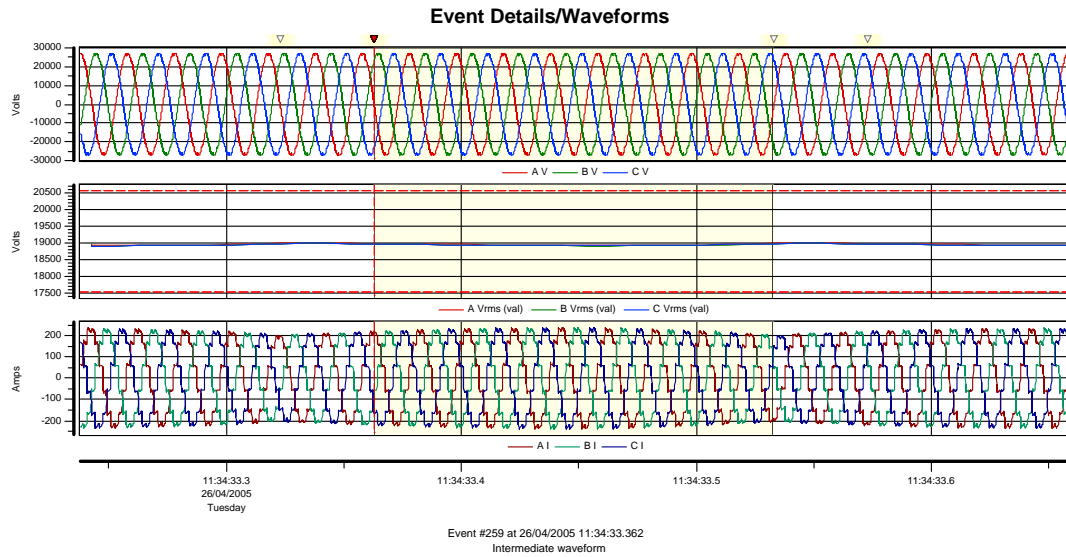 Event Details/Waveforms
30000
20000
10000
0
-10000
-20000
-30000
Volts
A V B V C V
20500
20000
19500
19000
18500
18000
17500
Volts
A Vrms (val) B Vrms (val) C Vrms (val)
200
100
0
-100
-200
Amps
A I B I C I
11:34:33.3 11:34:33.4 11:34:33.5 11:34:33.6
26/04/2005
Tuesday
Event #259 at 26/04/2005 11:34:33.362
Intermediate waveform